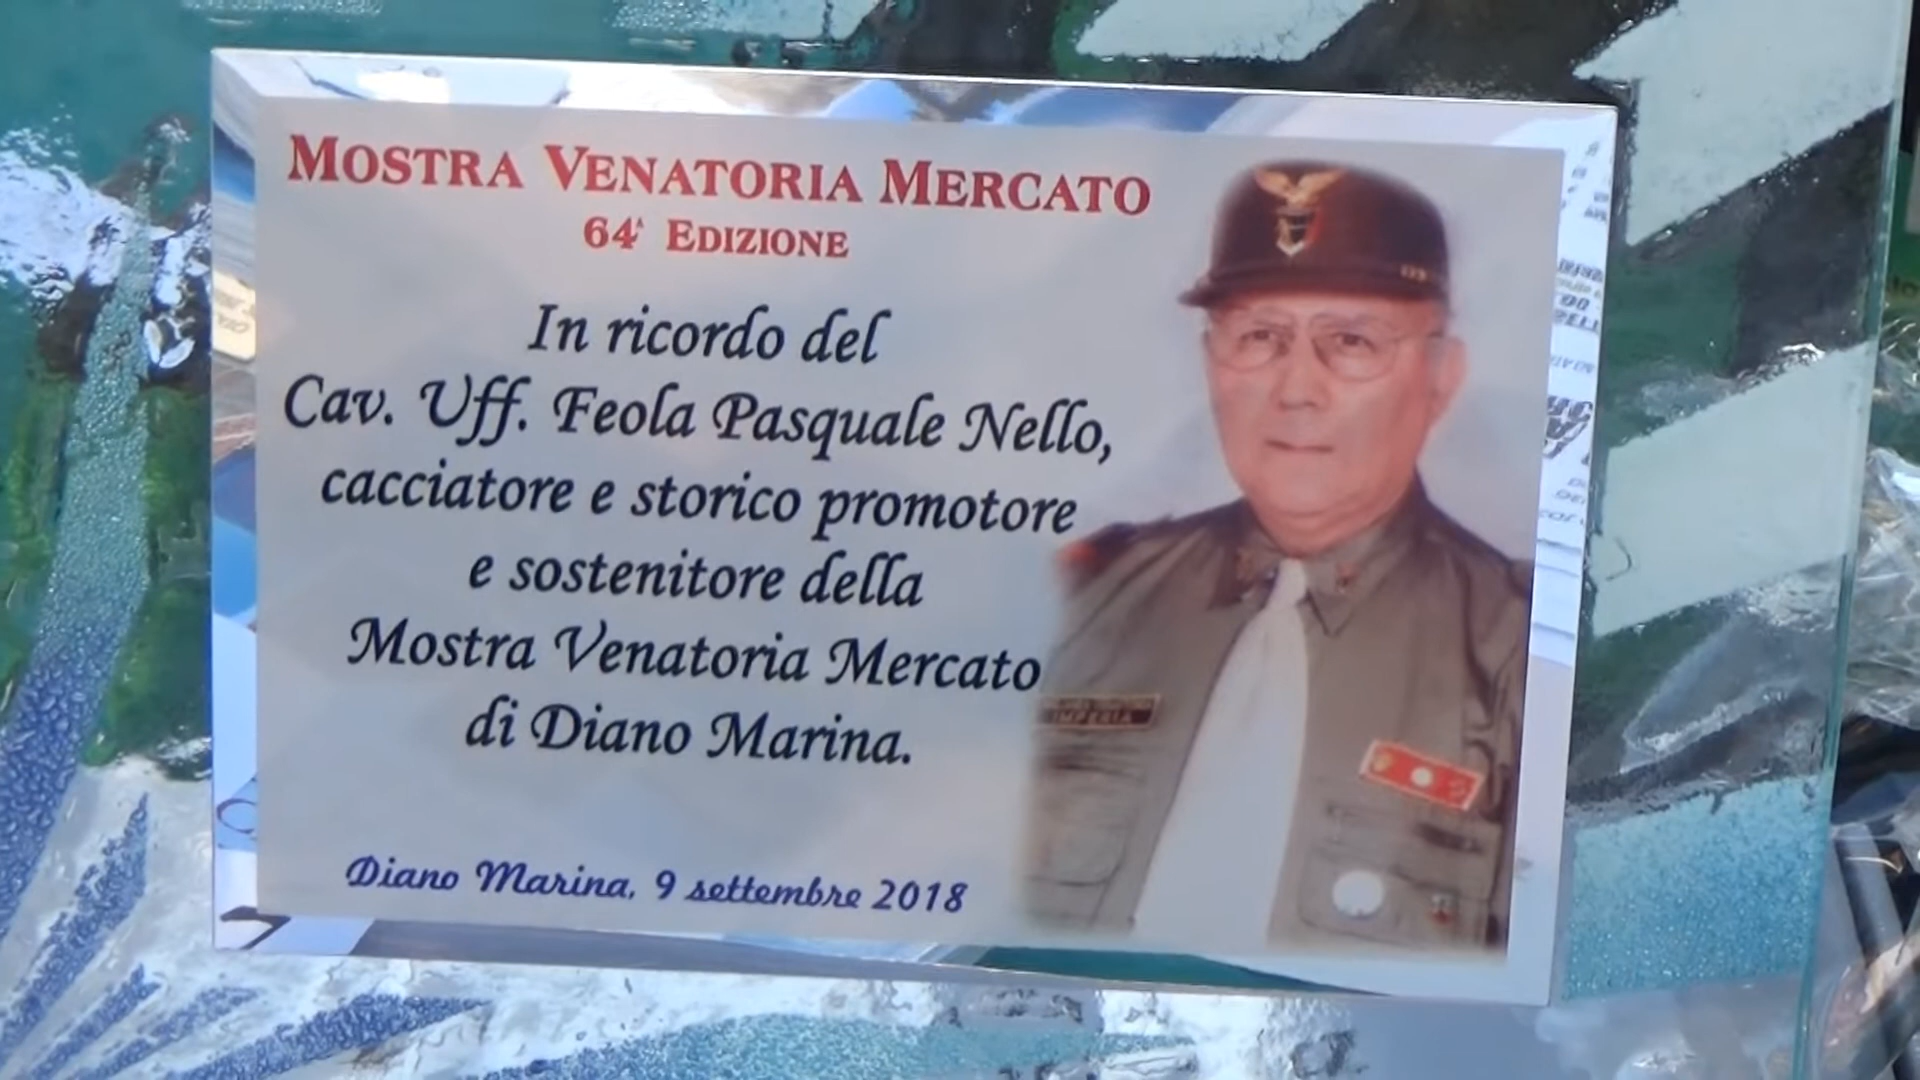 MOSTRA VENATORIA MERCATO
64ª EDIZIONE
In ricordo del
Cav. Uff. Feola Pasquale Nello,
cacciatore e storico promotore
e sostenitore della
Mostra Venatoria Mercato
di Diano Marina.
IMPERIA
Diano Marina, 9 settembre 2018